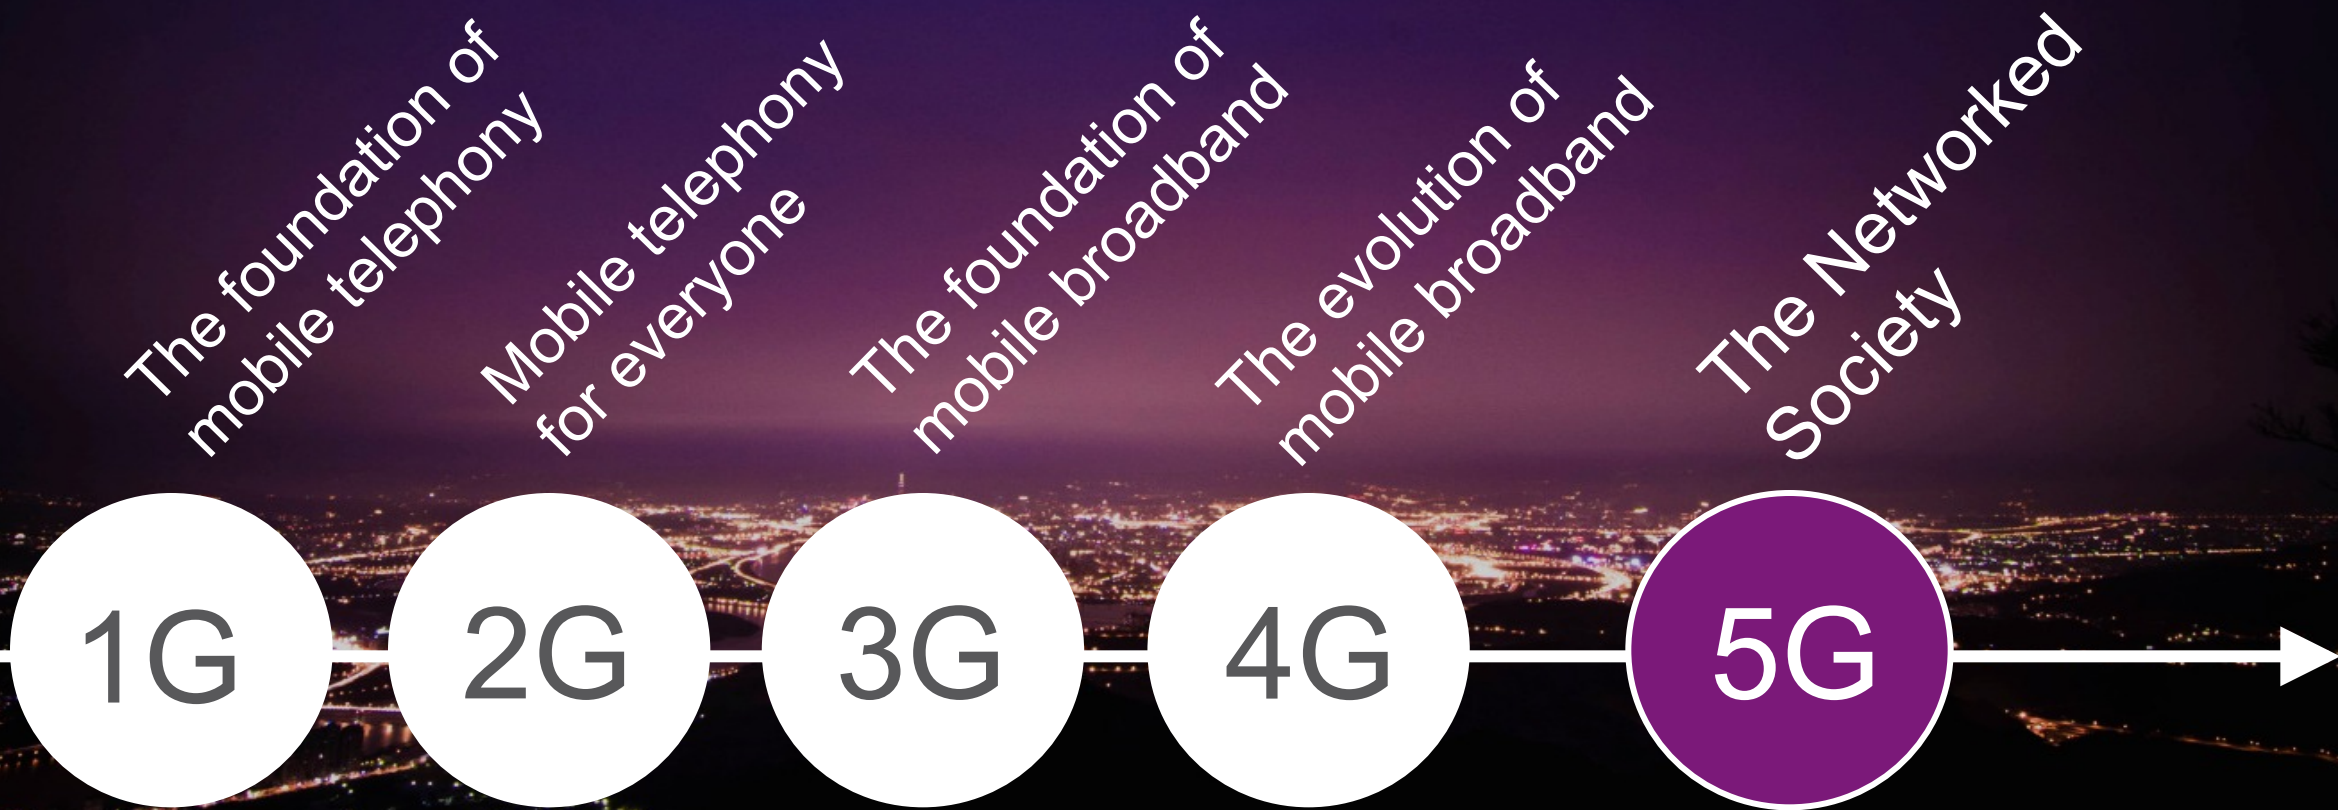 The foundation of
mobile telephony
Mobile telephony
for everyone
The foundation of
mobile broadband
The evolution of
mobile broadband
The Networked
Society
1G
2G
3G
4G
5G